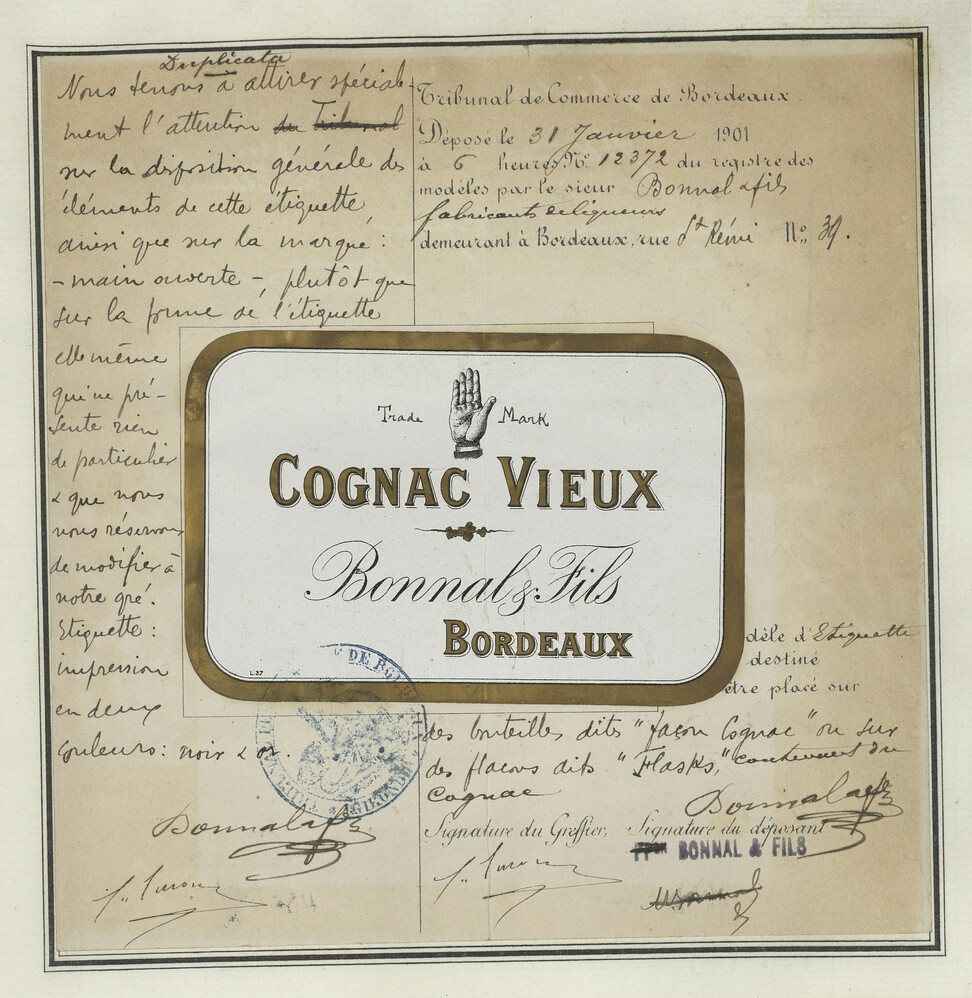 Duplicata
Nous tenons à attirer spéciale-
ment l'attention du Tribunal
sur la disposition générale des
éléments de cette étiquette
ainsi que sur la marque :
- main ouverte -, plutôt que
sur la forme de l'étiquette
elle même
qui ne pré-
sente rien
de particulier
& que nous
nous réservons
de modifier à
notre gré.
Etiquette :
impression
en deux
couleurs : noir & or.
Bonnal & fils
Tribunal de Commerce de Bordeaux
Déposé le 31 Janvier 1901
à 6 heures, No. 12372 du registre des
modèles par le sieur Bonnal & fils
fabricants de liqueurs
demeurant à Bordeaux, rue St Rémi No. 39.
Trade Mark
COGNAC VIEUX
Bonnal & Fils
BORDEAUX
L37
dèle d'Etiquette
destiné
être placé sur
des bouteilles dites "façon Cognac" ou sur
des flacons dits "Flasks," contenant du
Cognac
Bonnal & fils
Signature du Greffier, Signature du déposant
BONNAL & FILS
DE BORDEAUX
GIRONDE